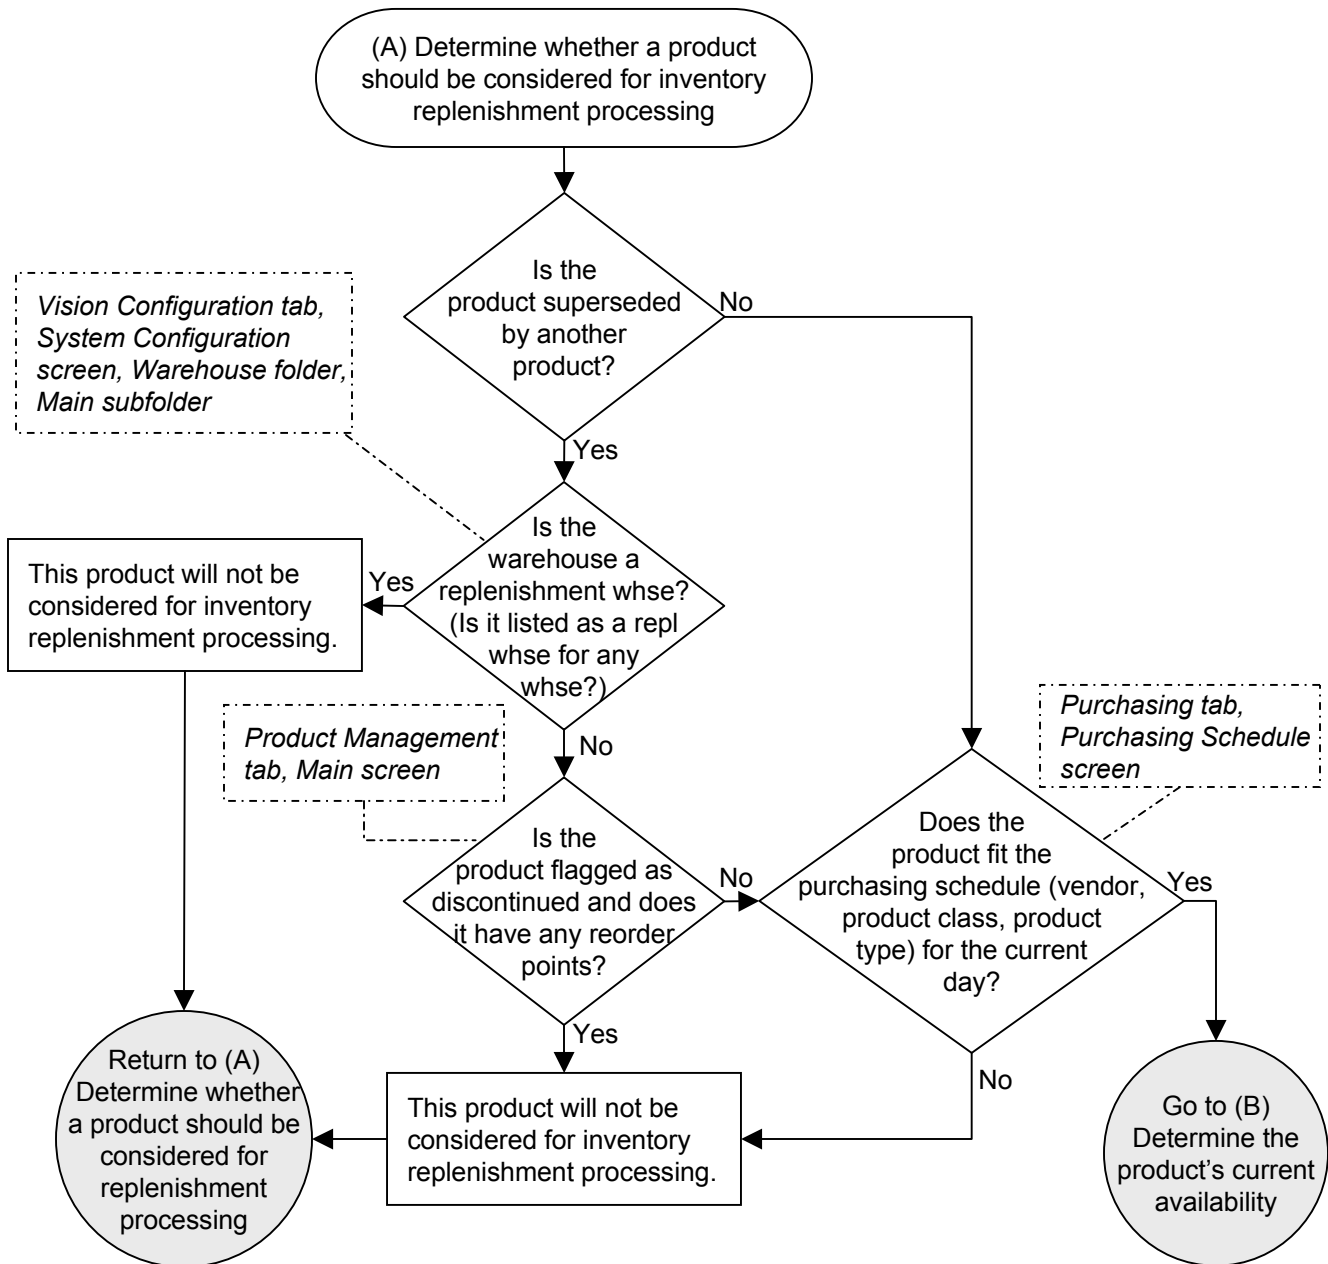 (A) Determine whether a product
should be considered for inventory
replenishment processing
Is the
product superseded
by another
product?
No
Vision Configuration tab,
System Configuration
screen, Warehouse folder,
Main subfolder
Yes
Is the
warehouse a
replenishment whse?
(Is it listed as a repl
whse for any
whse?)
Yes
This product will not be
considered for inventory
replenishment processing.
No
Product Management
tab, Main screen
Purchasing tab,
Purchasing Schedule
screen
Is the
product flagged as
discontinued and does
it have any reorder
points?
No
Does the
product fit the
purchasing schedule (vendor,
product class, product
type) for the current
day?
Yes
Yes
No
Return to (A)
Determine whether
a product should be
considered for
replenishment
processing
This product will not be
considered for inventory
replenishment processing.
Go to (B)
Determine the
product’s current
availability